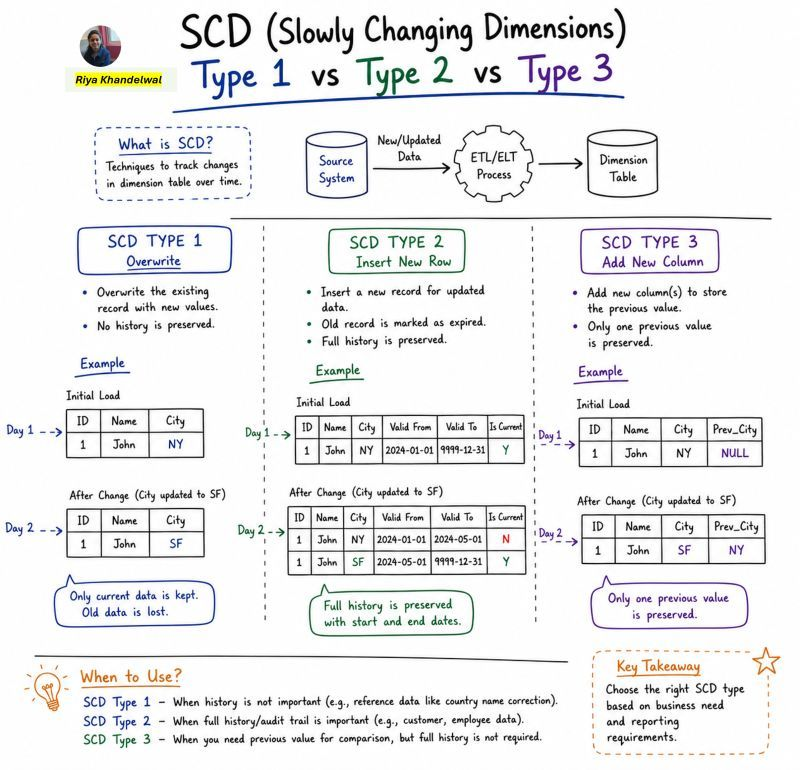 SCD (Slowly Changing Dimensions)
Riya Khandelwal
Type 1 vs Type 2 vs Type 3
What is SCD?
Techniques to track changes
in dimension table over time.
Source
System
New/Updated
Data
ETL/ELT
Process
Dimension
Table
SCD TYPE 1
Overwrite
• Overwrite the existing
record with new values.
• No history is preserved.
Example
Initial Load
Day 1
ID Name City
1 John NY
After Change (City updated to SF)
Day 2
ID Name City
1 John SF
Only current data is kept.
Old data is lost.
SCD TYPE 2
Insert New Row
• Insert a new record for updated
data.
• Old record is marked as expired.
• Full history is preserved.
Example
Initial Load
Day 1
ID Name City Valid From Valid To Is Current
1 John NY 2024-01-01 9999-12-31 Y
After Change (City updated to SF)
Day 2
ID Name City Valid From Valid To Is Current
1 John NY 2024-01-01 2024-05-01 N
1 John SF 2024-05-01 9999-12-31 Y
Full history is preserved
with start and end dates.
SCD TYPE 3
Add New Column
• Add new column(s) to store
the previous value.
• Only one previous value
is preserved.
Example
Initial Load
Day 1
ID Name City Prev_City
1 John NY NULL
After Change (City updated to SF)
Day 2
ID Name City Prev_City
1 John SF NY
Only one previous value
is preserved.
When to Use?
SCD Type 1 – When history is not important (e.g., reference data like country name correction).
SCD Type 2 – When full history/audit trail is important (e.g., customer, employee data).
SCD Type 3 – When you need previous value for comparison, but full history is not required.
Key Takeaway
Choose the right SCD type
based on business need
and reporting
requirements.